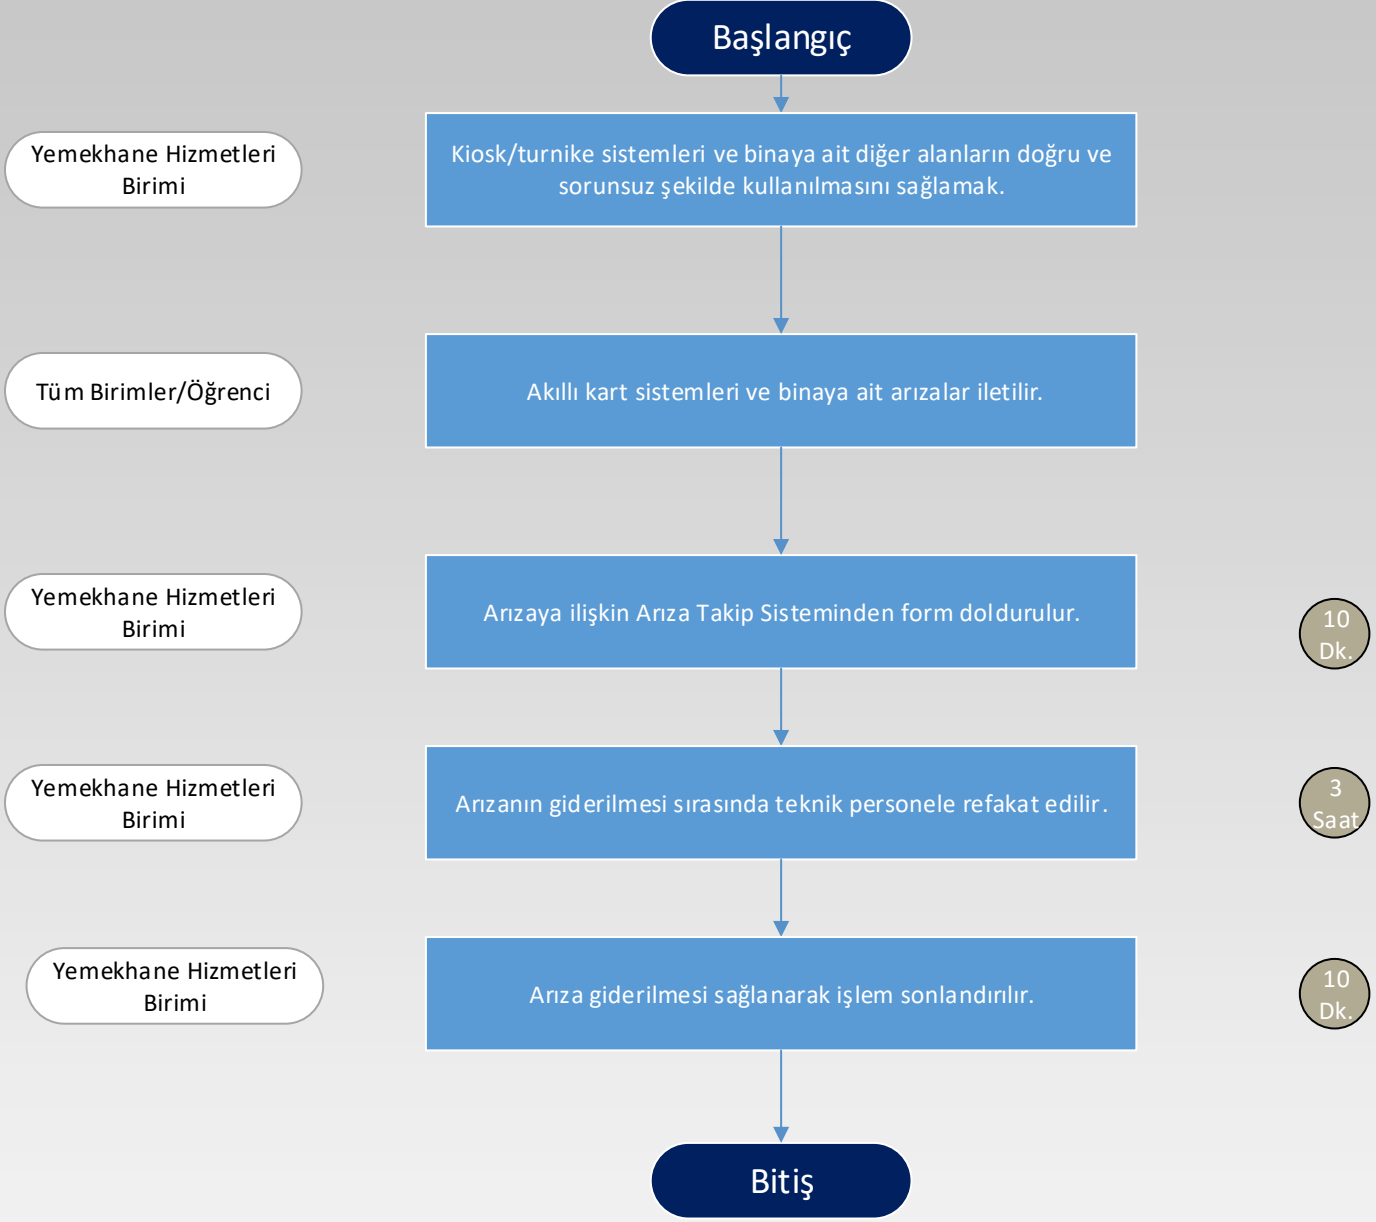 Başlangıç
Yemekhane Hizmetleri
Birimi
Kiosk/turnike sistemleri ve binaya ait diğer alanların doğru ve
sorunsuz şekilde kullanılmasını sağlamak.
Tüm Birimler/Öğrenci
Akıllı kart sistemleri ve binaya ait arızalar iletilir.
Yemekhane Hizmetleri
Birimi
Arızaya ilişkin Arıza Takip Sisteminden form doldurulur.
10
Dk.
Yemekhane Hizmetleri
Birimi
Arızanın giderilmesi sırasında teknik personele refakat edilir.
3
Saat
Yemekhane Hizmetleri
Birimi
Arıza giderilmesi sağlanarak işlem sonlandırılır.
10
Dk.
Bitiş